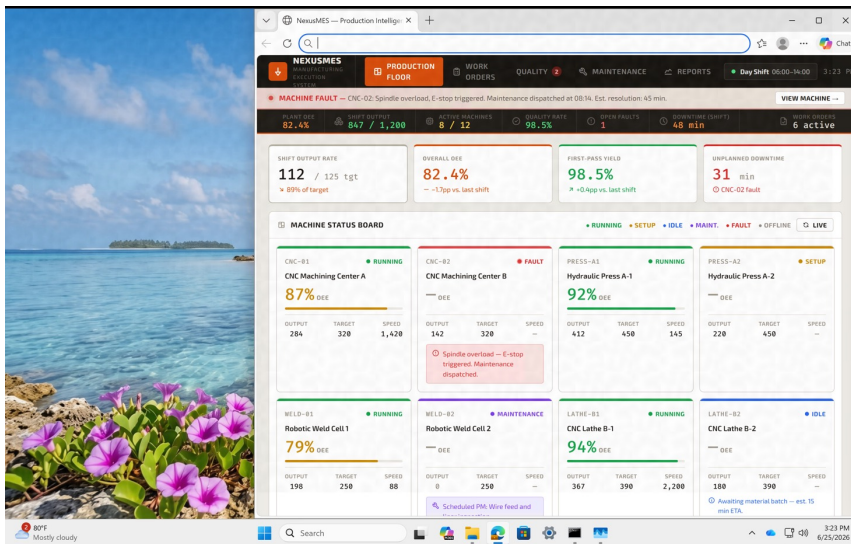 NexusMES — Production Intelliger
NEXUSMES
MANUFACTURING
EXECUTION
SYSTEM
PRODUCTION
FLOOR
WORK
ORDERS
QUALITY 2
MAINTENANCE
REPORTS
Day Shift 06:00–14:00
3:23 P
Chat
MACHINE FAULT — CNC-02: Spindle overload, E-stop triggered. Maintenance dispatched at 08:14. Est. resolution: 45 min.
VIEW MACHINE →
PLANT OEE
82.4%
SHIFT OUTPUT
847 / 1,200
ACTIVE MACHINES
8 / 12
QUALITY RATE
98.5%
OPEN FAULTS
1
DOWNTIME (SHIFT)
48 min
WORK ORDERS
6 active
SHIFT OUTPUT RATE
112 / 125 tgt
↘ 89% of target
OVERALL OEE
82.4%
— -1.7pp vs. last shift
FIRST-PASS YIELD
98.5%
↗ +0.4pp vs. last shift
UNPLANNED DOWNTIME
31 min
CNC-02 fault
MACHINE STATUS BOARD
• RUNNING • SETUP • IDLE • MAINT. • FAULT • OFFLINE
LIVE
CNC-01 • RUNNING
CNC Machining Center A
87% OEE
OUTPUT TARGET SPEED
284 320 1,420
CNC-02 • FAULT
CNC Machining Center B
— OEE
OUTPUT TARGET SPEED
142 320 —
Spindle overload — E-stop
triggered. Maintenance
dispatched.
PRESS-A1 • RUNNING
Hydraulic Press A-1
92% OEE
OUTPUT TARGET SPEED
412 450 145
PRESS-A2 • SETUP
Hydraulic Press A-2
— OEE
OUTPUT TARGET SPEED
220 450 —
WELD-01 • RUNNING
Robotic Weld Cell 1
79% OEE
OUTPUT TARGET SPEED
198 250 88
WELD-02 • MAINTENANCE
Robotic Weld Cell 2
— OEE
OUTPUT TARGET SPEED
0 250 —
Scheduled PM: Wire feed and
LATHE-B1 • RUNNING
CNC Lathe B-1
94% OEE
OUTPUT TARGET SPEED
367 390 2,200
LATHE-B2 • IDLE
CNC Lathe B-2
— OEE
OUTPUT TARGET SPEED
180 390 —
Awaiting material batch — est. 15
min ETA.
2
80°F
Mostly cloudy
Search
3:23 PM
6/25/2026